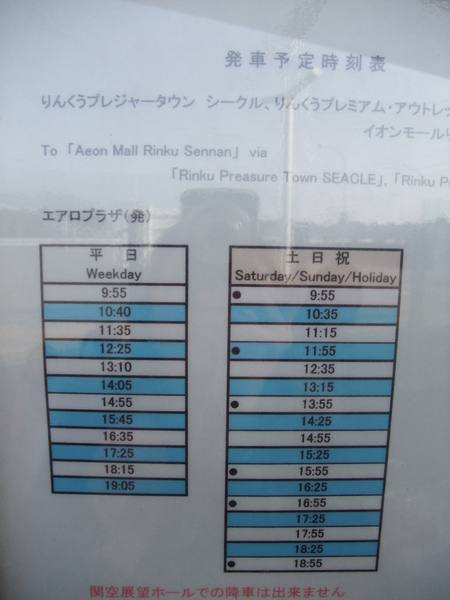 発車予定時刻表
りんくうプレジャータウン シークル、りんくうプレミアム・アウトレッ
イオンモールり
To 「Aeon Mall Rinku Sennan」 via
「Rinku Preasure Town SEACLE」, 「Rinku P
エアロプラザ(発)
平 日
Weekday
9:55
10:40
11:35
12:25
13:10
14:05
14:55
15:45
16:35
17:25
18:15
19:05
土 日 祝
Saturday/Sunday/Holiday
● 9:55
10:35
11:15
● 11:55
12:35
13:15
● 13:55
14:25
14:55
15:25
● 15:55
16:25
● 16:55
17:25
17:55
18:25
● 18:55
関空展望ホールでの降車は出来ません